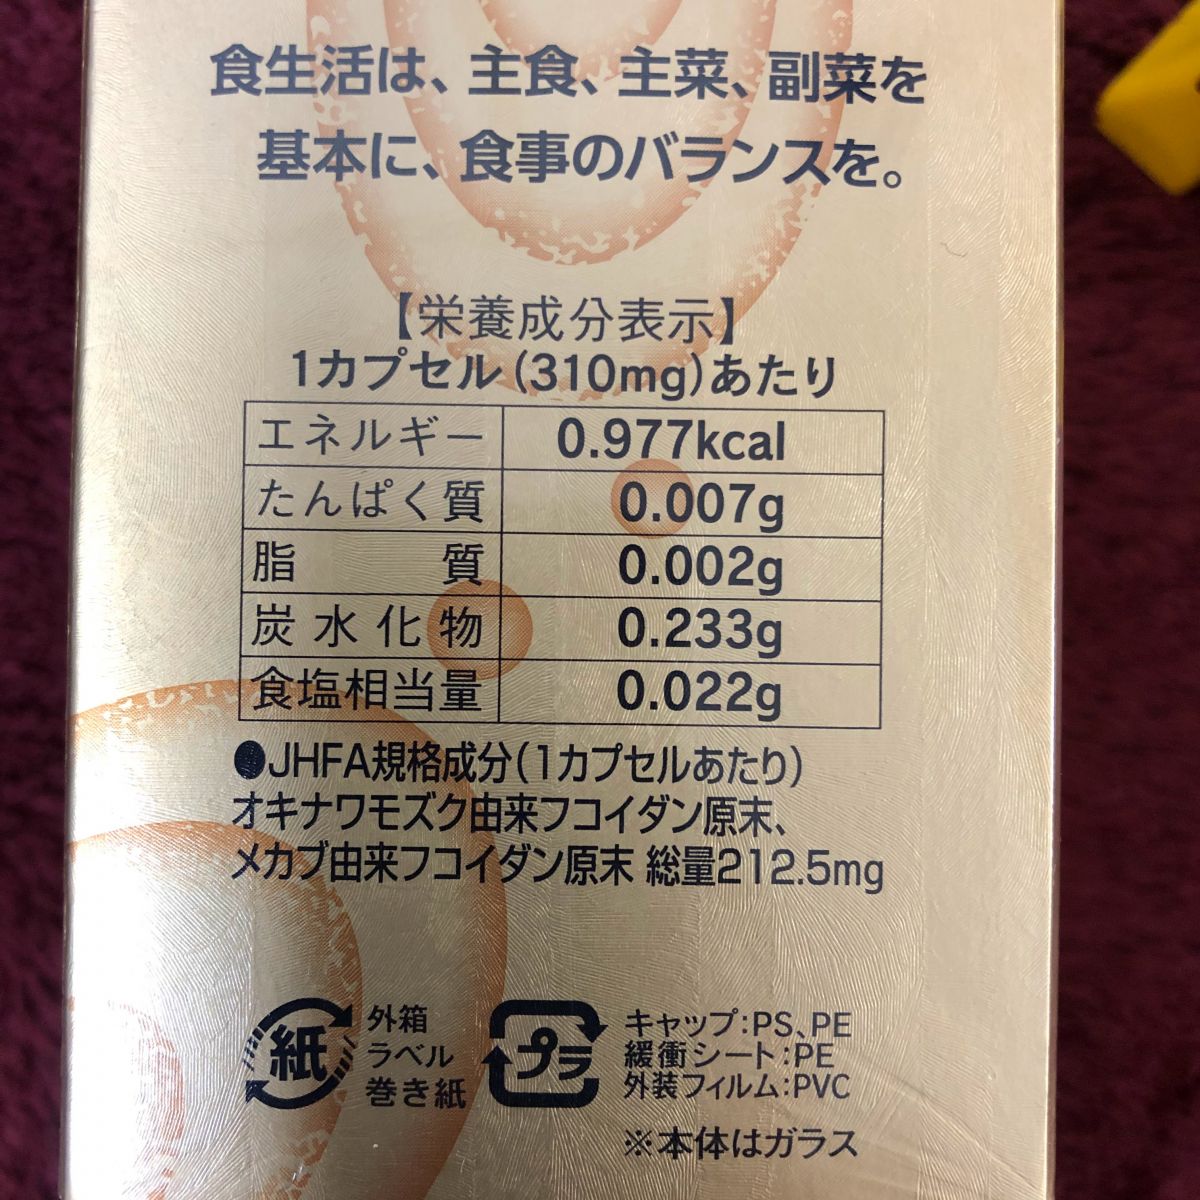 食生活は、主食、主菜、副菜を
基本に、食事のバランスを。
【栄養成分表示】
1カプセル(310mg)あたり
エネルギー 0.977kcal
たんぱく質 0.007g
脂質 0.002g
炭水化物 0.233g
食塩相当量 0.022g
●JHFA規格成分(1カプセルあたり)
オキナワモズク由来フコイダン原末、
メカブ由来フコイダン原末 総量212.5mg
紙
外箱
ラベル
巻き紙
プラ
キャップ:PS、PE
緩衝シート:PE
外装フィルム:PVC
※本体はガラス